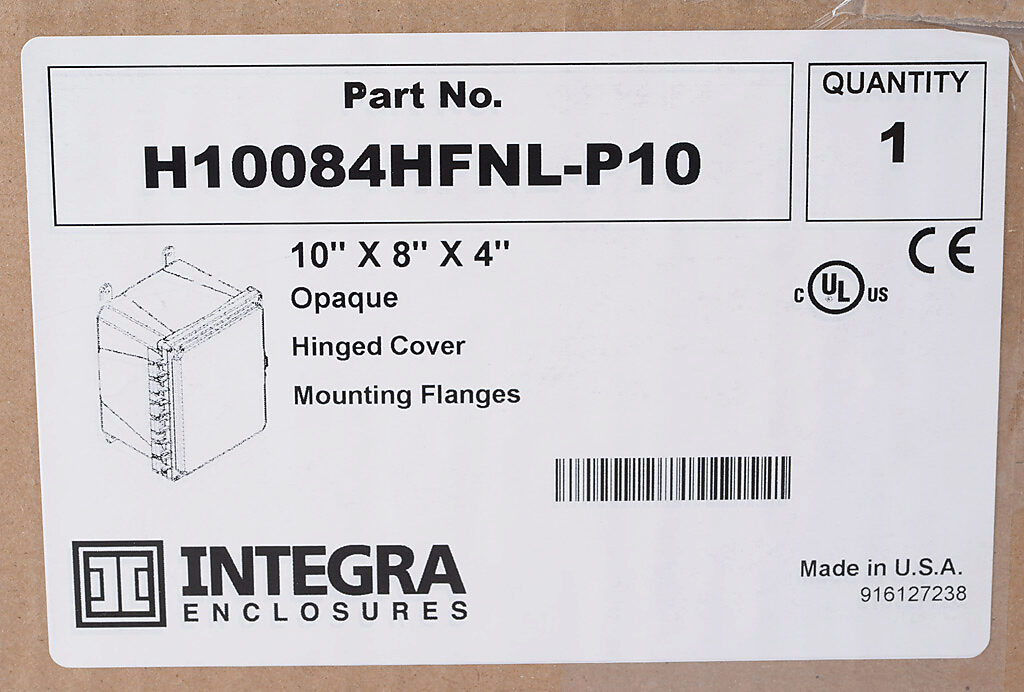 Part No.
H10084HFNL-P10
QUANTITY
1
10" X 8" X 4"
Opaque
Hinged Cover
Mounting Flanges
CE
c UL US
INTEGRA
ENCLOSURES
Made in U.S.A.
916127238